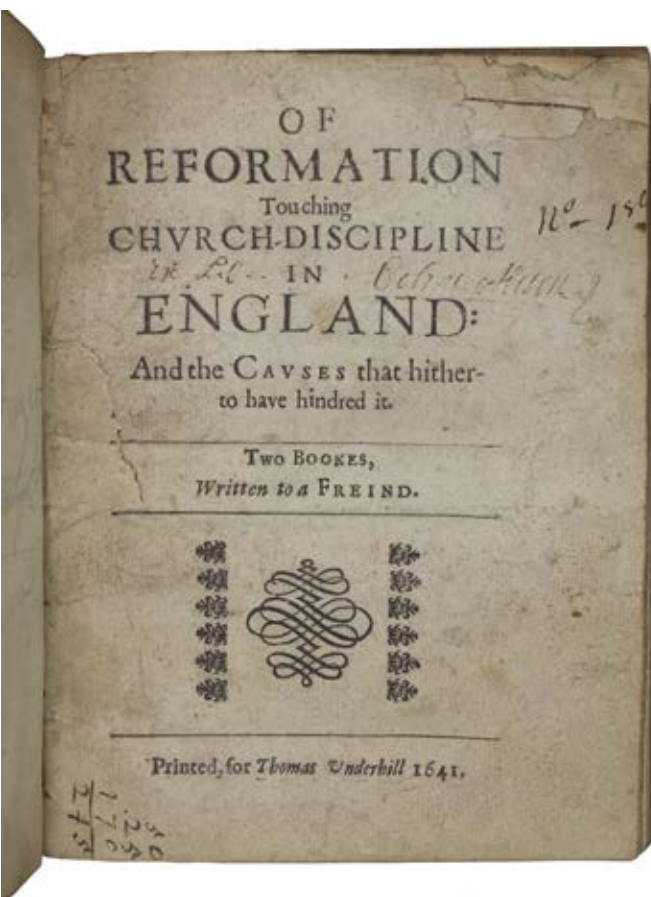 OF
REFORMATION
Touching
CHVRCH-DISCIPLINE
IN
ENGLAND:
And the CAVSES that hither-
to have hindred it.
TWO BOOKES,
Written to a FREIND.
Printed, for Thomas Vnderhill 1641.